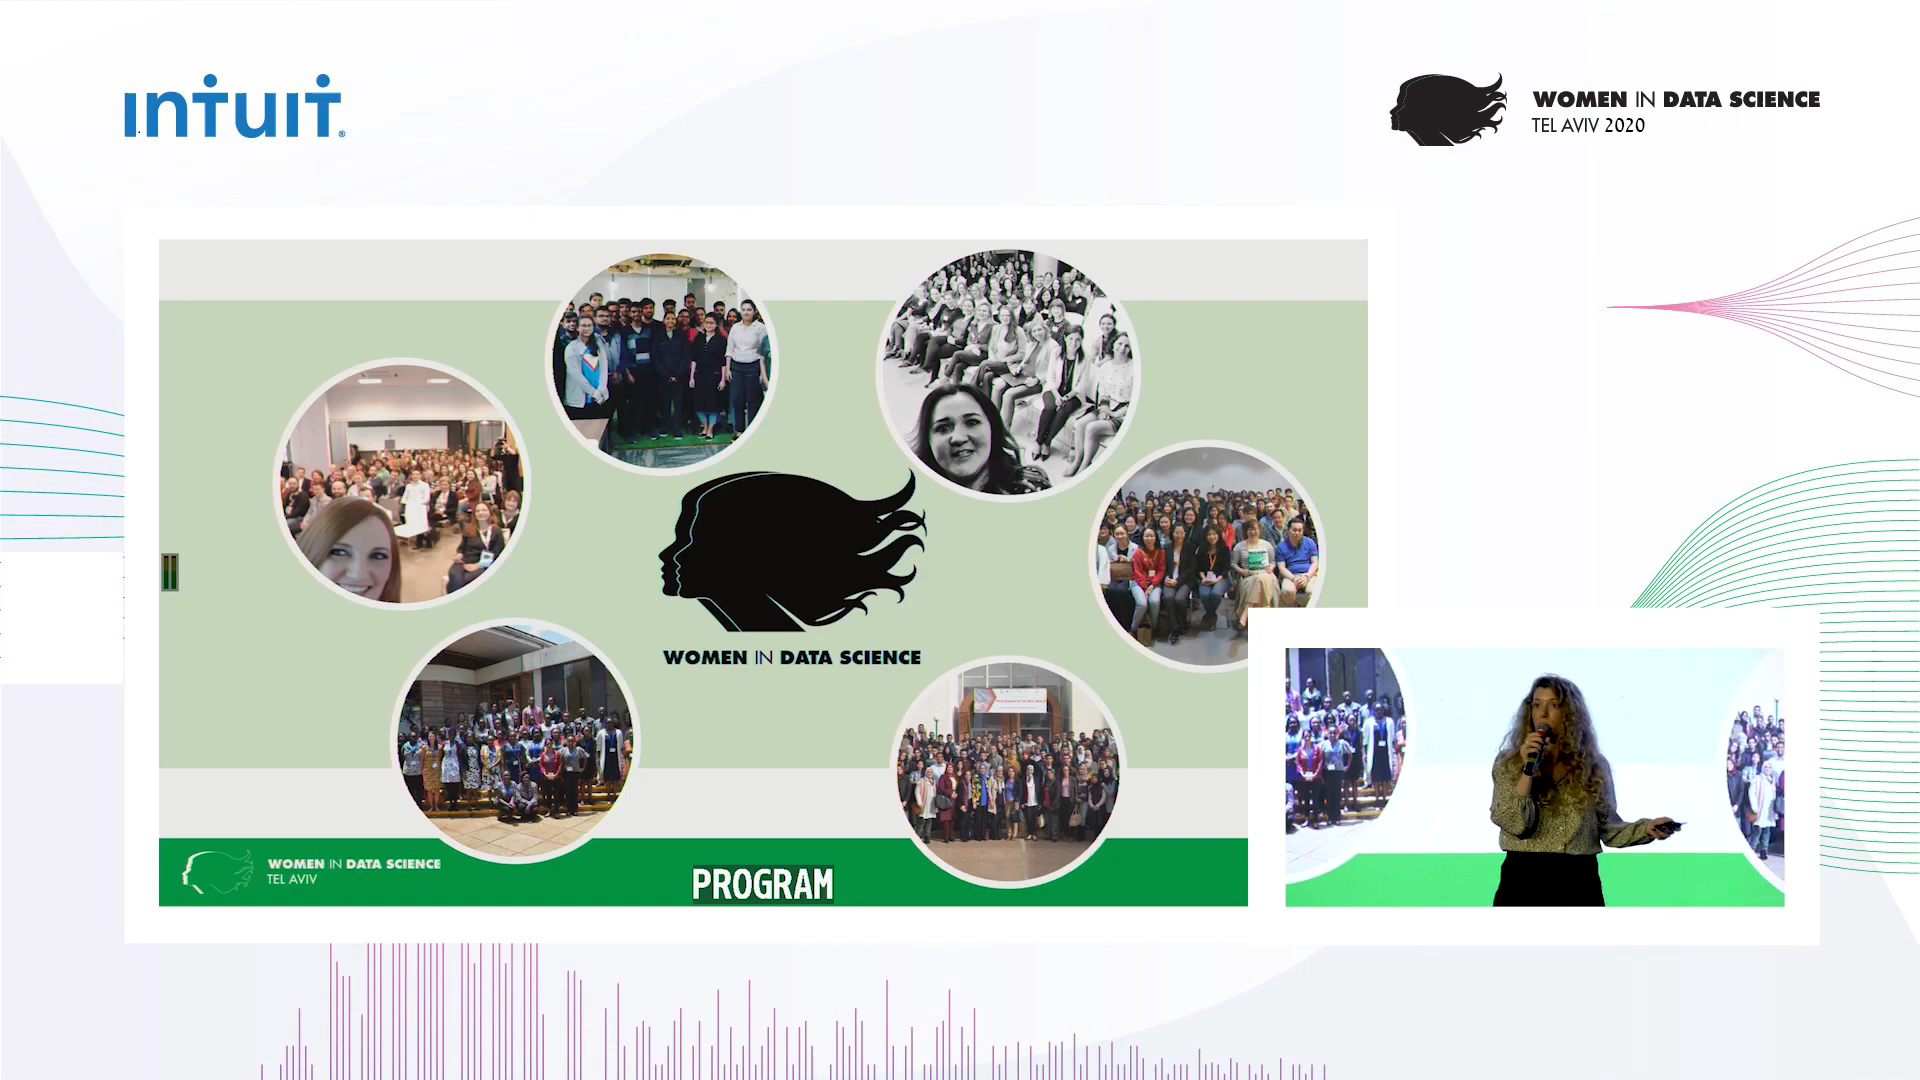 INTUIT
WOMEN IN DATA SCIENCE
TEL AVIV 2020
WOMEN IN DATA SCIENCE
WOMEN IN DATA SCIENCE
TEL AVIV
PROGRAM